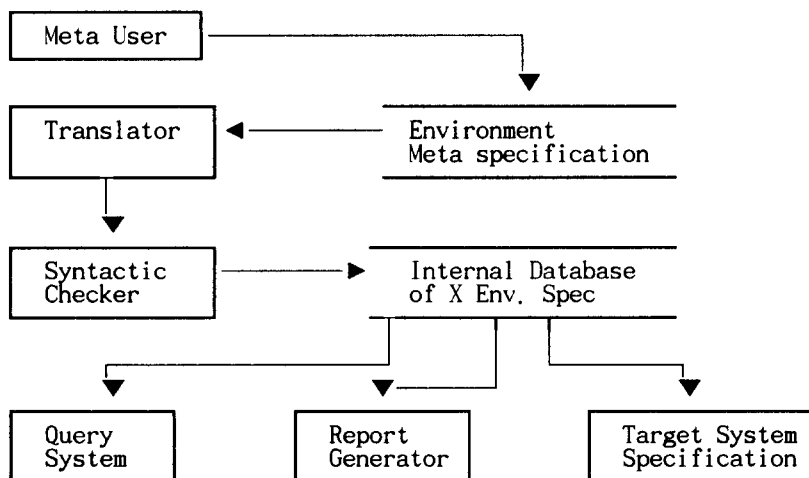 Meta User
Translator
Environment
Meta specification
Syntactic
Checker
Internal Database
of X Env. Spec
Query
System
Report
Generator
Target System
Specification